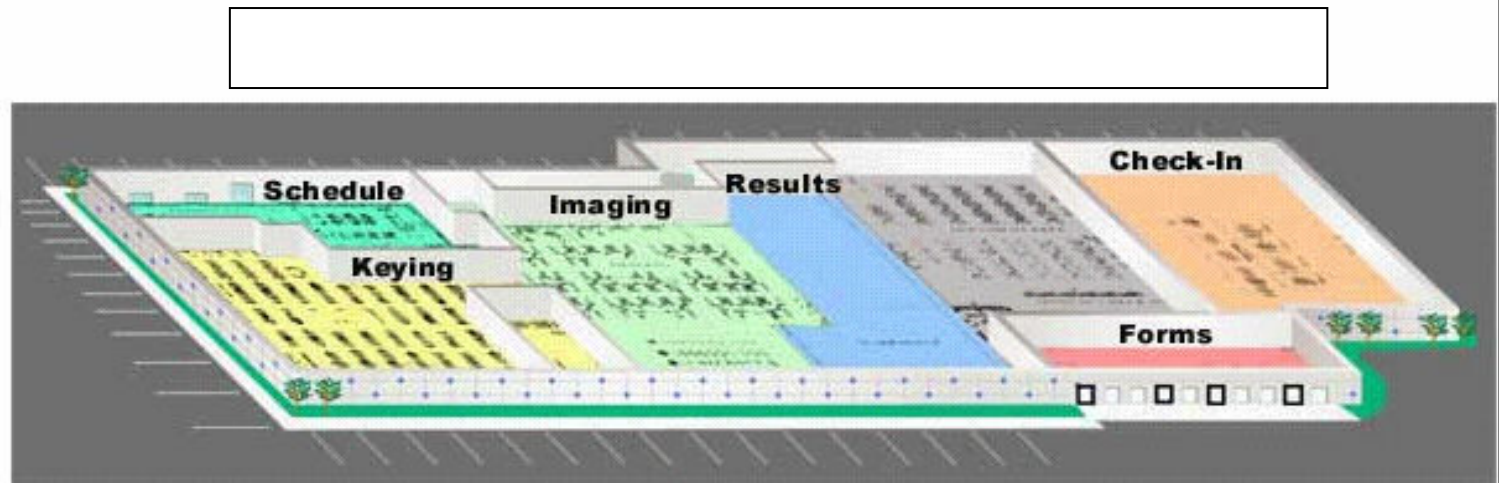 Check-In
Schedule
Results
Imaging
Keying
Forms